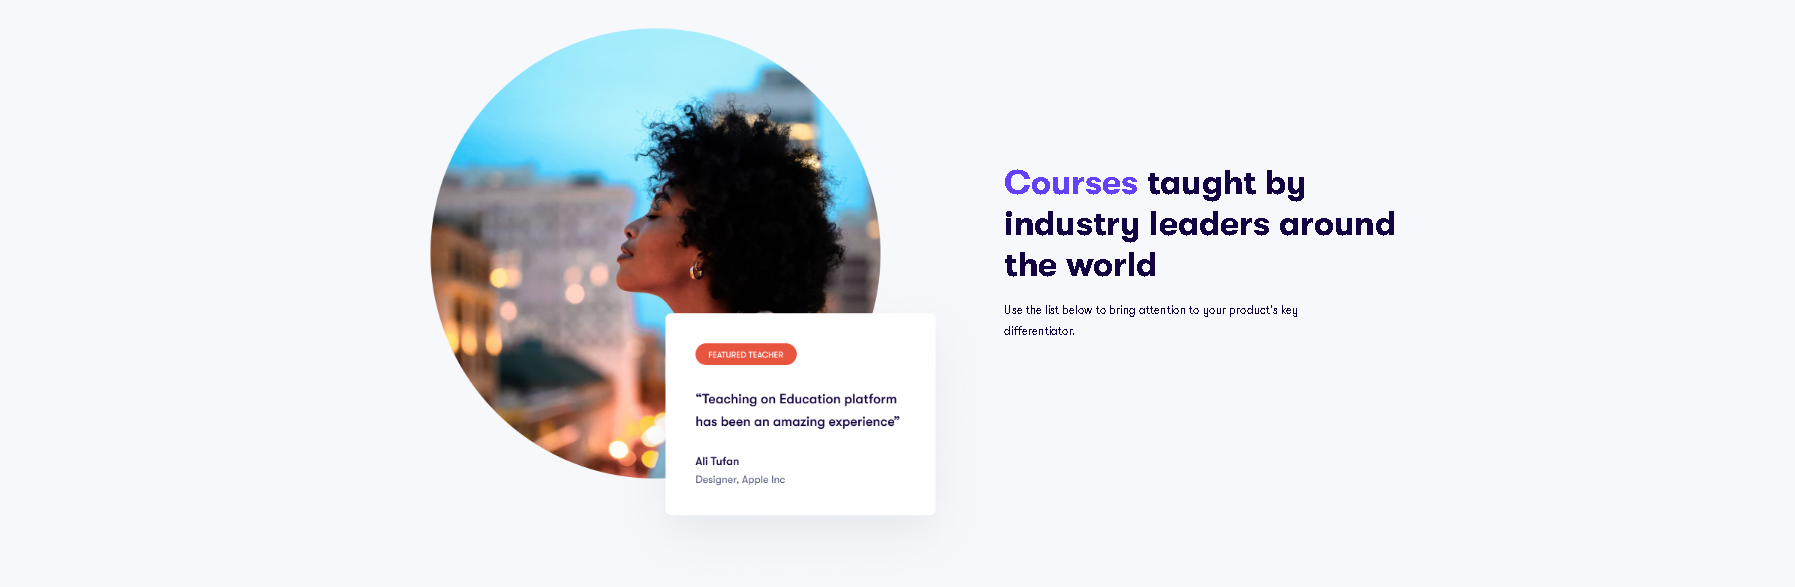 Courses taught by
industry leaders around
the world
Use the list below to bring attention to your product's key
differentiator.
FEATURED TEACHER
“Teaching on Education platform
has been an amazing experience”
Ali Tufan
Designer, Apple Inc